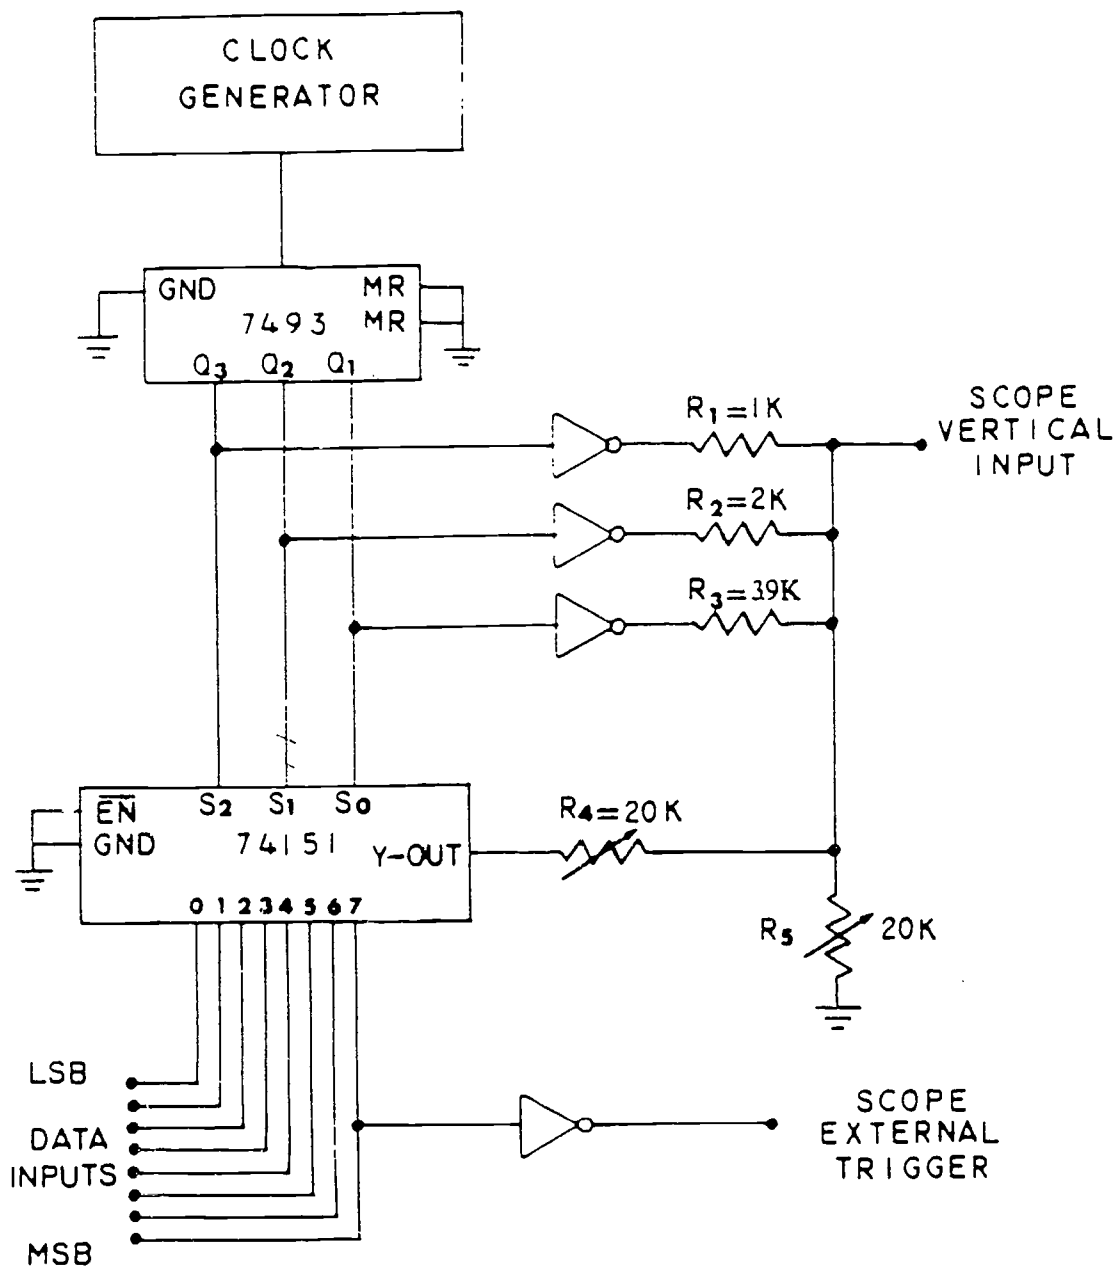 CLOCK
GENERATOR
GND
MR
7493
MR
Q3 Q2 Q1
R1=1K
SCOPE
VERTICAL
INPUT
R2=2K
R3=39K
EN S2 S1 S0
GND 74151
Y-OUT
R4=20K
0 1 2 3 4 5 6 7
R5 20K
LSB
DATA
INPUTS
MSB
SCOPE
EXTERNAL
TRIGGER